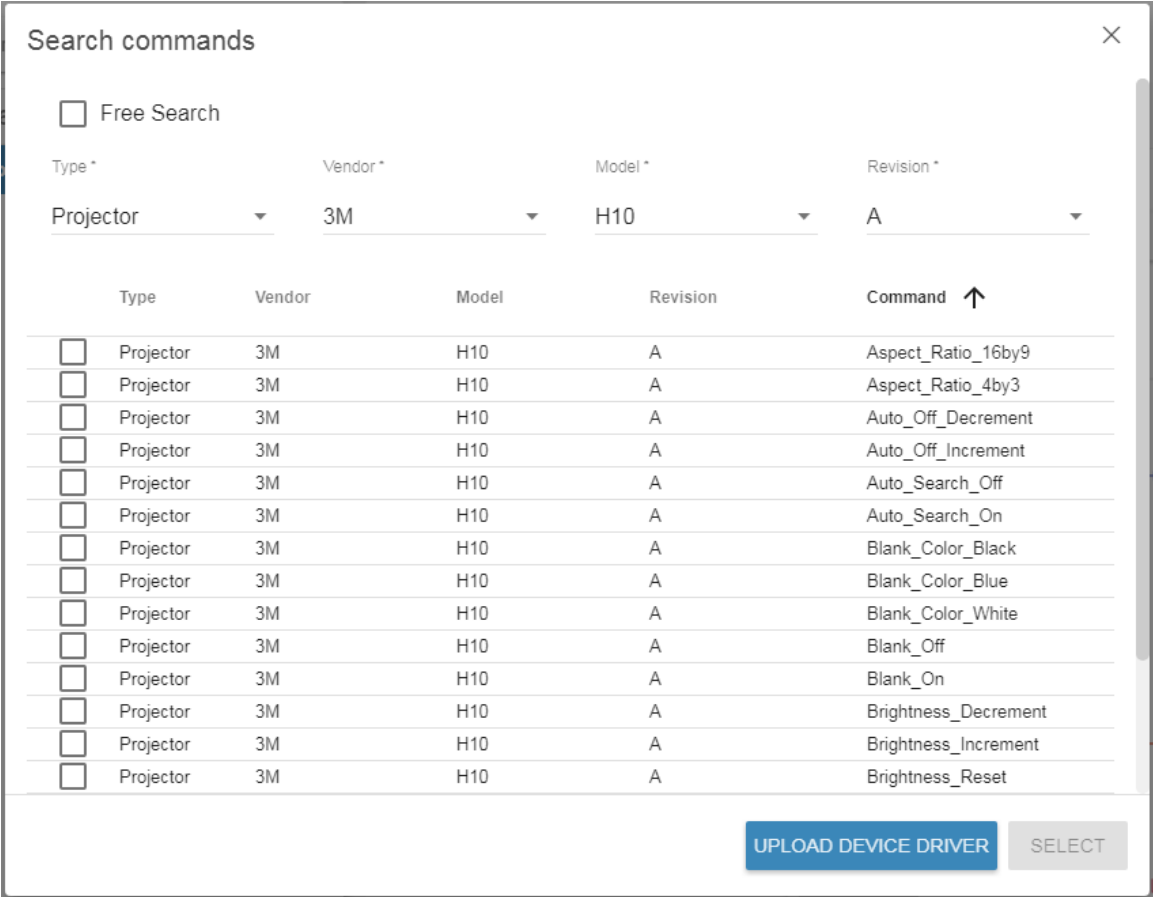 Search commands
Free Search
Type * Vendor * Model * Revision *
Projector 3M H10 A
Type Vendor Model Revision Command
Projector 3M H10 A Aspect_Ratio_16by9
Projector 3M H10 A Aspect_Ratio_4by3
Projector 3M H10 A Auto_Off_Decrement
Projector 3M H10 A Auto_Off_Increment
Projector 3M H10 A Auto_Search_Off
Projector 3M H10 A Auto_Search_On
Projector 3M H10 A Blank_Color_Black
Projector 3M H10 A Blank_Color_Blue
Projector 3M H10 A Blank_Color_White
Projector 3M H10 A Blank_Off
Projector 3M H10 A Blank_On
Projector 3M H10 A Brightness_Decrement
Projector 3M H10 A Brightness_Increment
Projector 3M H10 A Brightness_Reset
UPLOAD DEVICE DRIVER SELECT